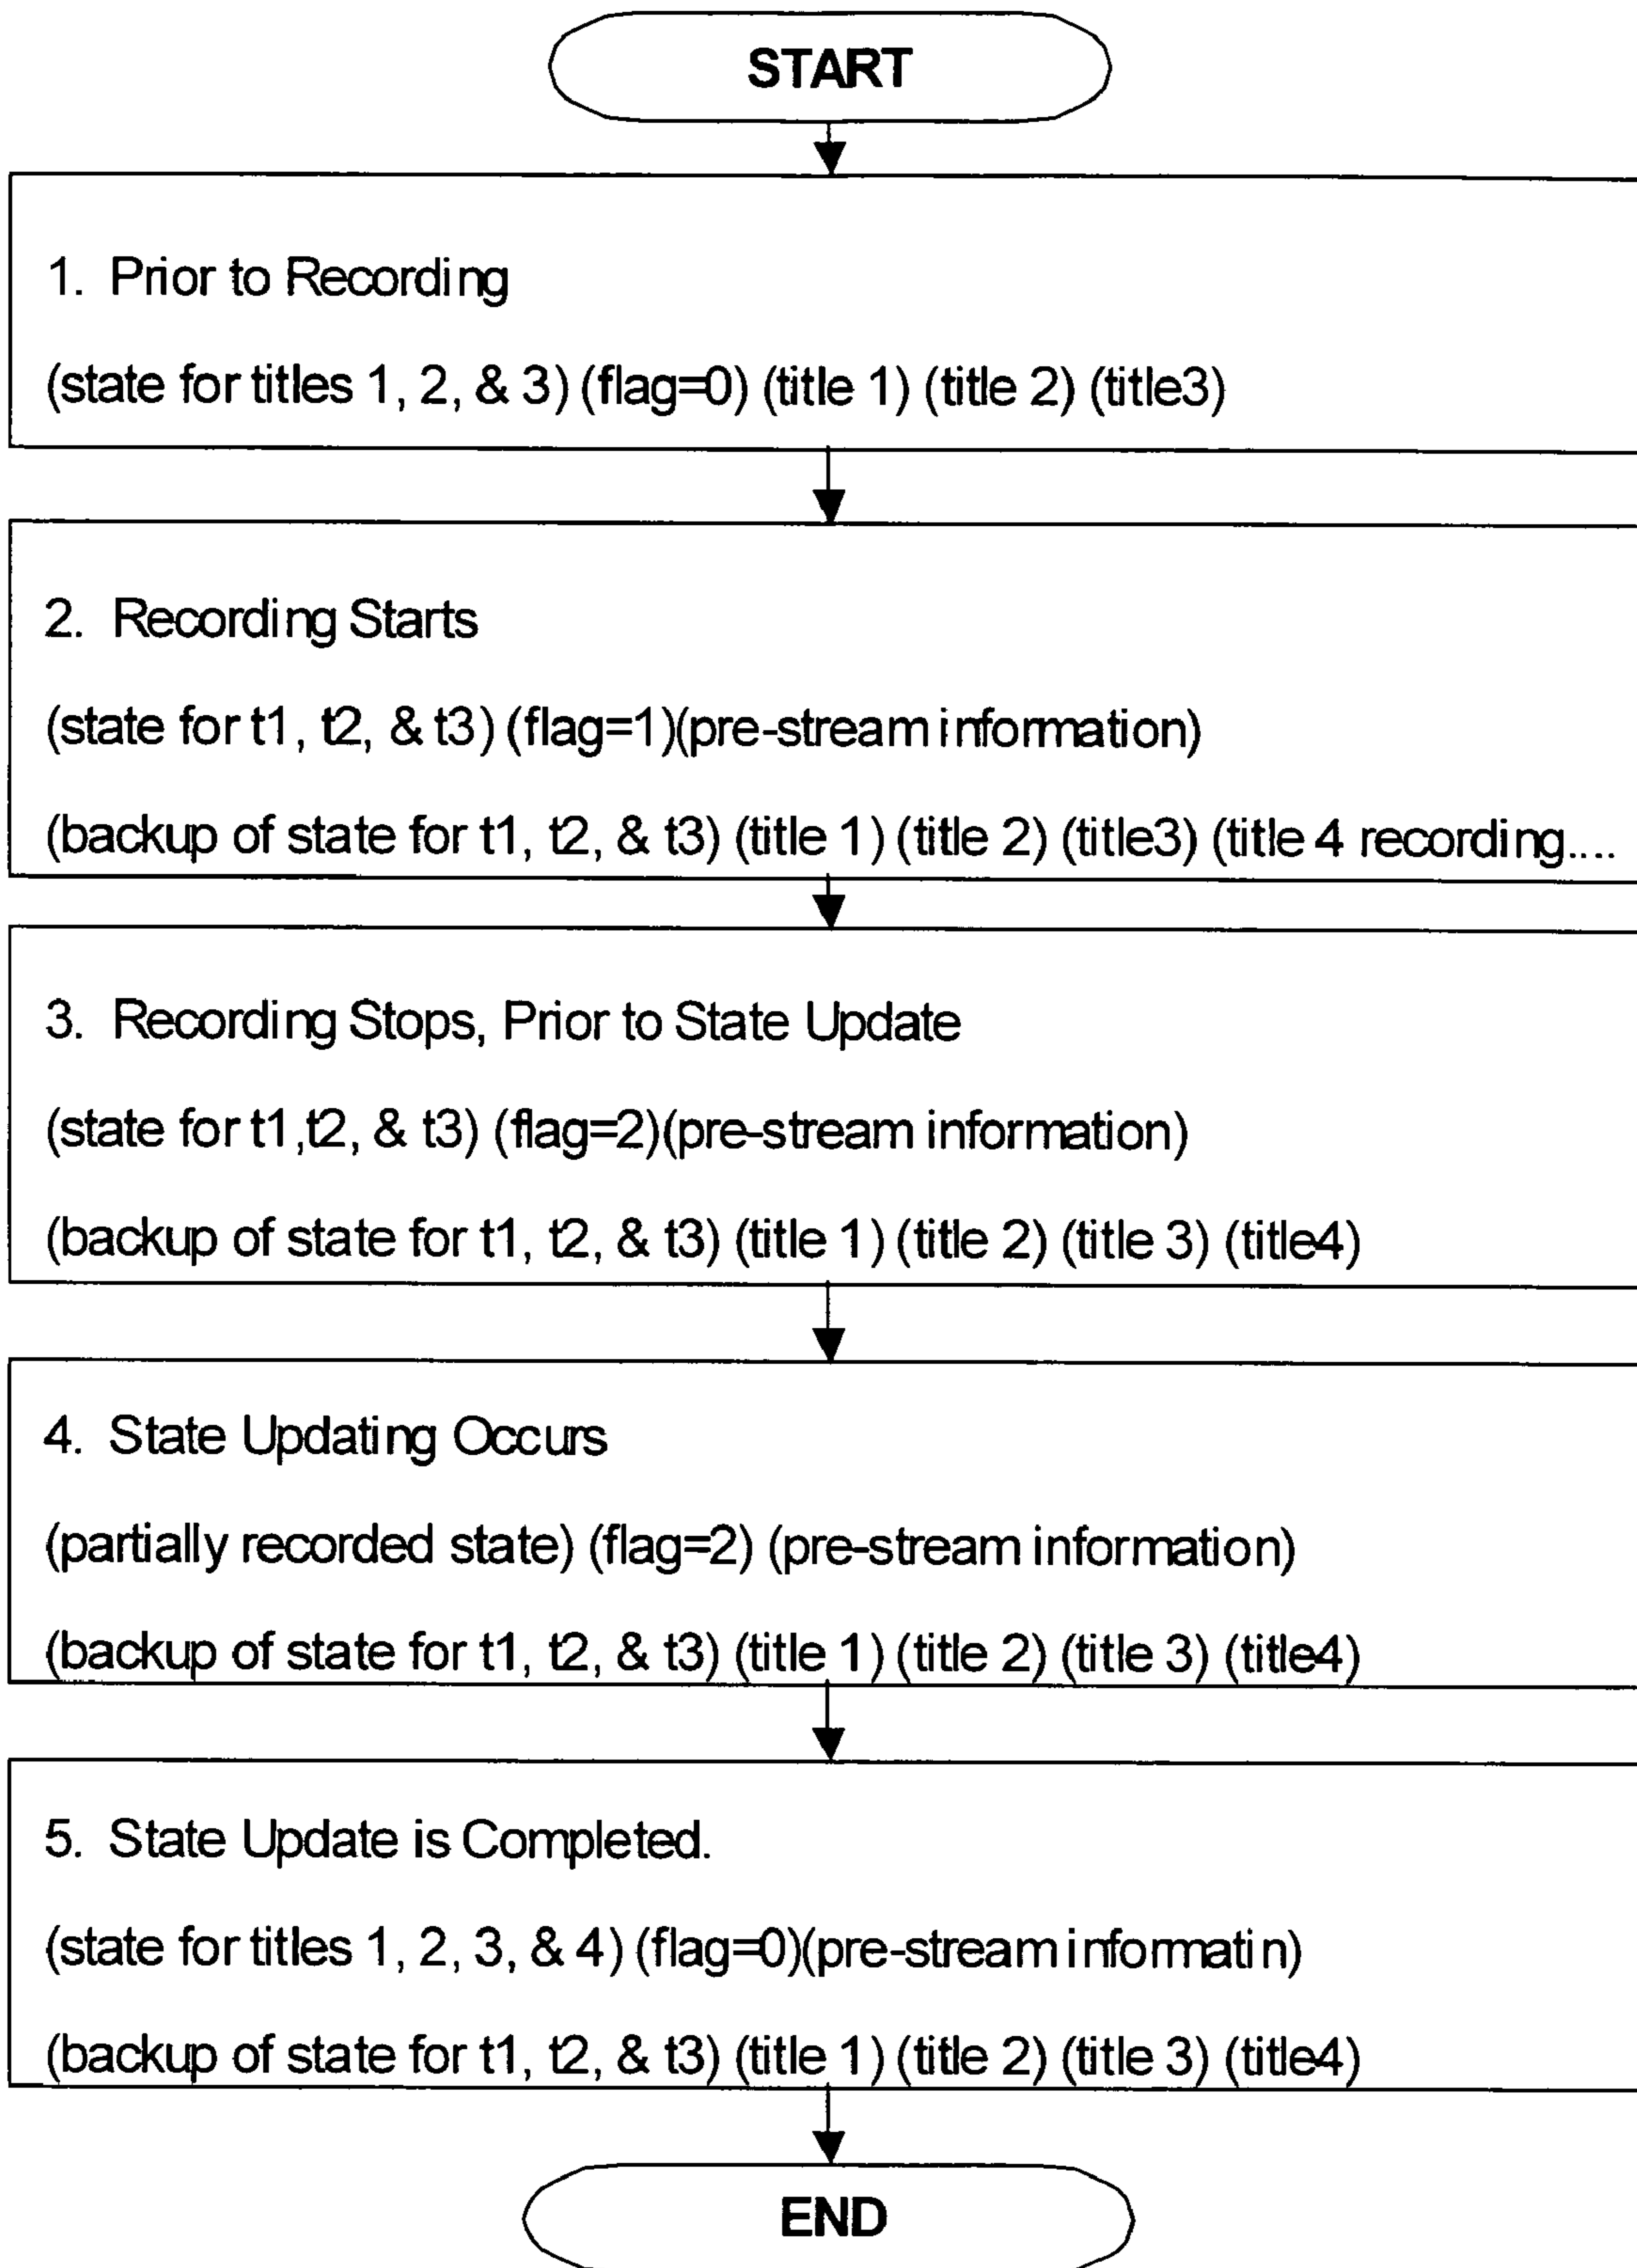 START
1. Prior to Recording
(state for titles 1, 2, & 3) (flag=0) (title 1) (title 2) (title3)
2. Recording Starts
(state for t1, t2, & t3) (flag=1)(pre-stream information)
(backup of state for t1, t2, & t3) (title 1) (title 2) (title3) (title 4 recording....
3. Recording Stops, Prior to State Update
(state for t1,t2, & t3) (flag=2)(pre-stream information)
(backup of state for t1, t2, & t3) (title 1) (title 2) (title 3) (title4)
4. State Updating Occurs
(partially recorded state) (flag=2) (pre-stream information)
(backup of state for t1, t2, & t3) (title 1) (title 2) (title 3) (title4)
5. State Update is Completed.
(state for titles 1, 2, 3, & 4) (flag=0)(pre-stream informatin)
(backup of state for t1, t2, & t3) (title 1) (title 2) (title 3) (title4)
END